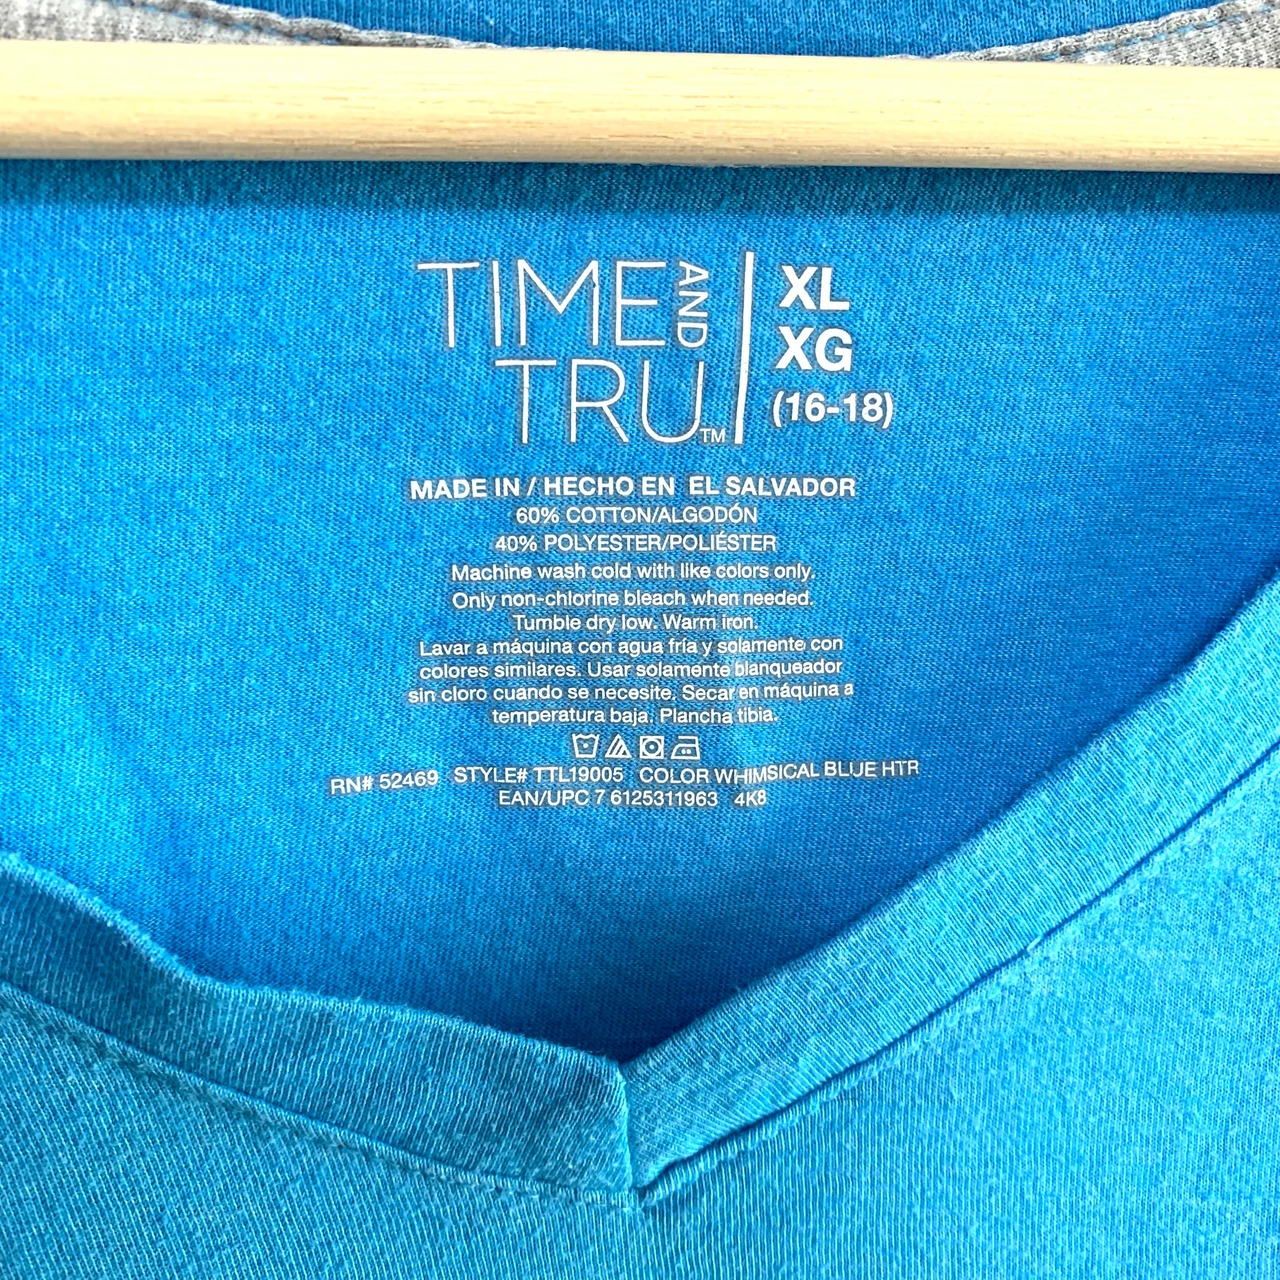 TIME AND
TRU™
XL
XG
(16-18)
MADE IN / HECHO EN EL SALVADOR
60% COTTON/ALGODÓN
40% POLYESTER/POLIÉSTER
Machine wash cold with like colors only.
Only non-chlorine bleach when needed.
Tumble dry low. Warm iron.
Lavar a máquina con agua fría y solamente con
colores similares. Usar solamente blanqueador
sin cloro cuando se necesite. Secar en máquina a
temperatura baja. Plancha tibia.
RN# 52469 STYLE# TTL19005 COLOR WHIMSICAL BLUE HTR
EAN/UPC 7 6125311963 4K8